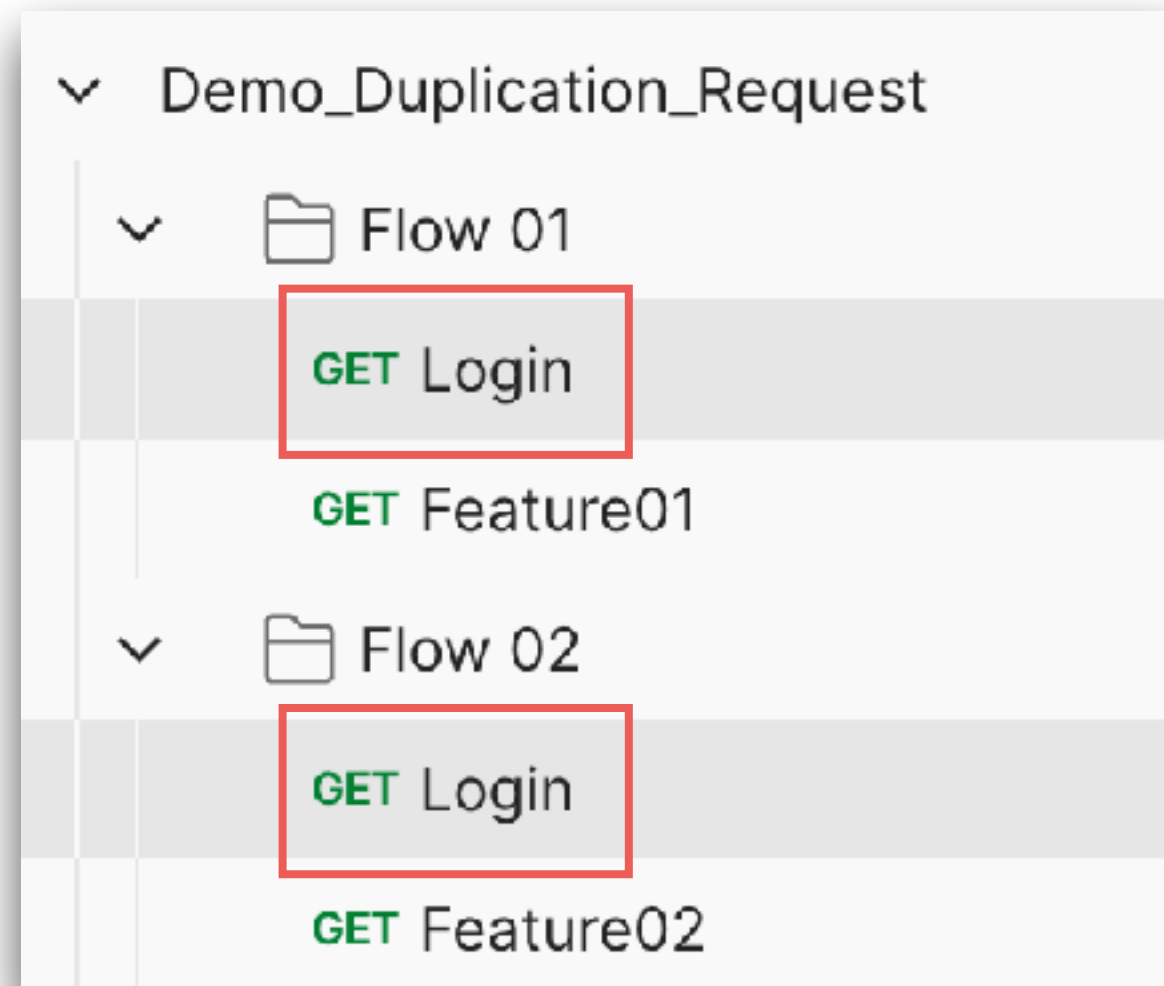 Demo_Duplication_Request
Flow 01
GET Login
GET Feature01
Flow 02
GET Login
GET Feature02